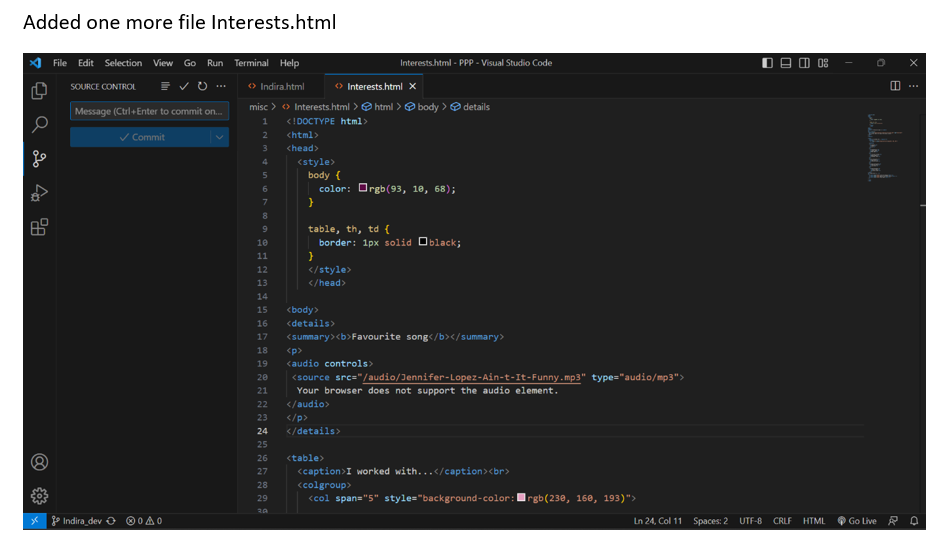 Added one more file Interests.html
File Edit Selection View Go Run Terminal Help
Interests.html - PPP - Visual Studio Code
SOURCE CONTROL
Message (Ctrl+Enter to commit on...
Commit
Indira.html
Interests.html
misc > Interests.html > html > body > details
1 <!DOCTYPE html>
2 <html>
3 <head>
4 <style>
5 body {
6 color: rgb(93, 10, 68);
7 }
8
9 table, th, td {
10 border: 1px solid black;
11 }
12 </style>
13 </head>
14
15 <body>
16 <details>
17 <summary><b>Favourite song</b></summary>
18 <p>
19 <audio controls>
20 <source src="/audio/Jennifer-Lopez-Ain-t-It-Funny.mp3" type="audio/mp3">
21 Your browser does not support the audio element.
22 </audio>
23 </p>
24 </details>
25
26 <table>
27 <caption>I worked with...</caption><br>
28 <colgroup>
29 <col span="5" style="background-color: rgb(230, 160, 193)">
30
Indira_dev 0 0 Ln 24, Col 11 Spaces: 2 UTF-8 CRLF HTML Go Live